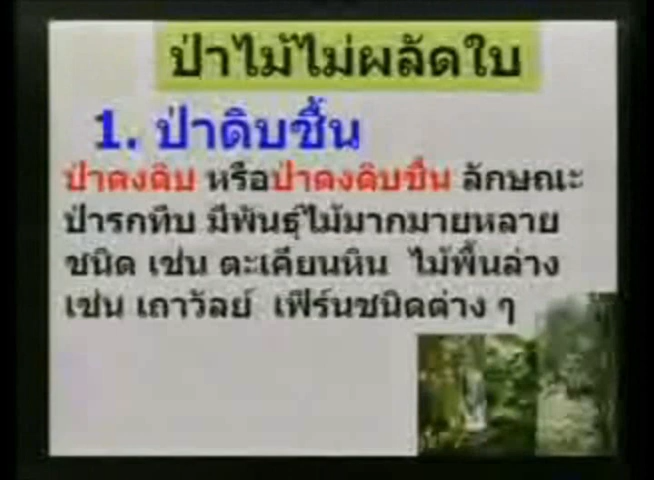 ป่าไม้ไม่ผลัดใบ
1. ป่าดิบชื้น
ป่าดงดิบ หรือป่าดงดิบชื้น ลักษณะ
ป่ารกทึบ มีพันธุ์ไม้มากมายหลาย
ชนิด เช่น ตะเคียนหิน ไม้พื้นล่าง
เช่น เถาวัลย์ เฟิร์นชนิดต่าง ๆ